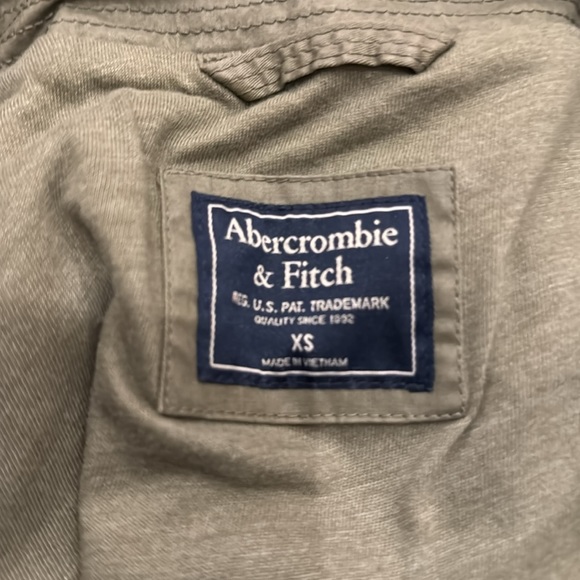 Abercrombie
& Fitch
REG. U.S. PAT. TRADEMARK
QUALITY SINCE 1892
XS
MADE IN VIETNAM